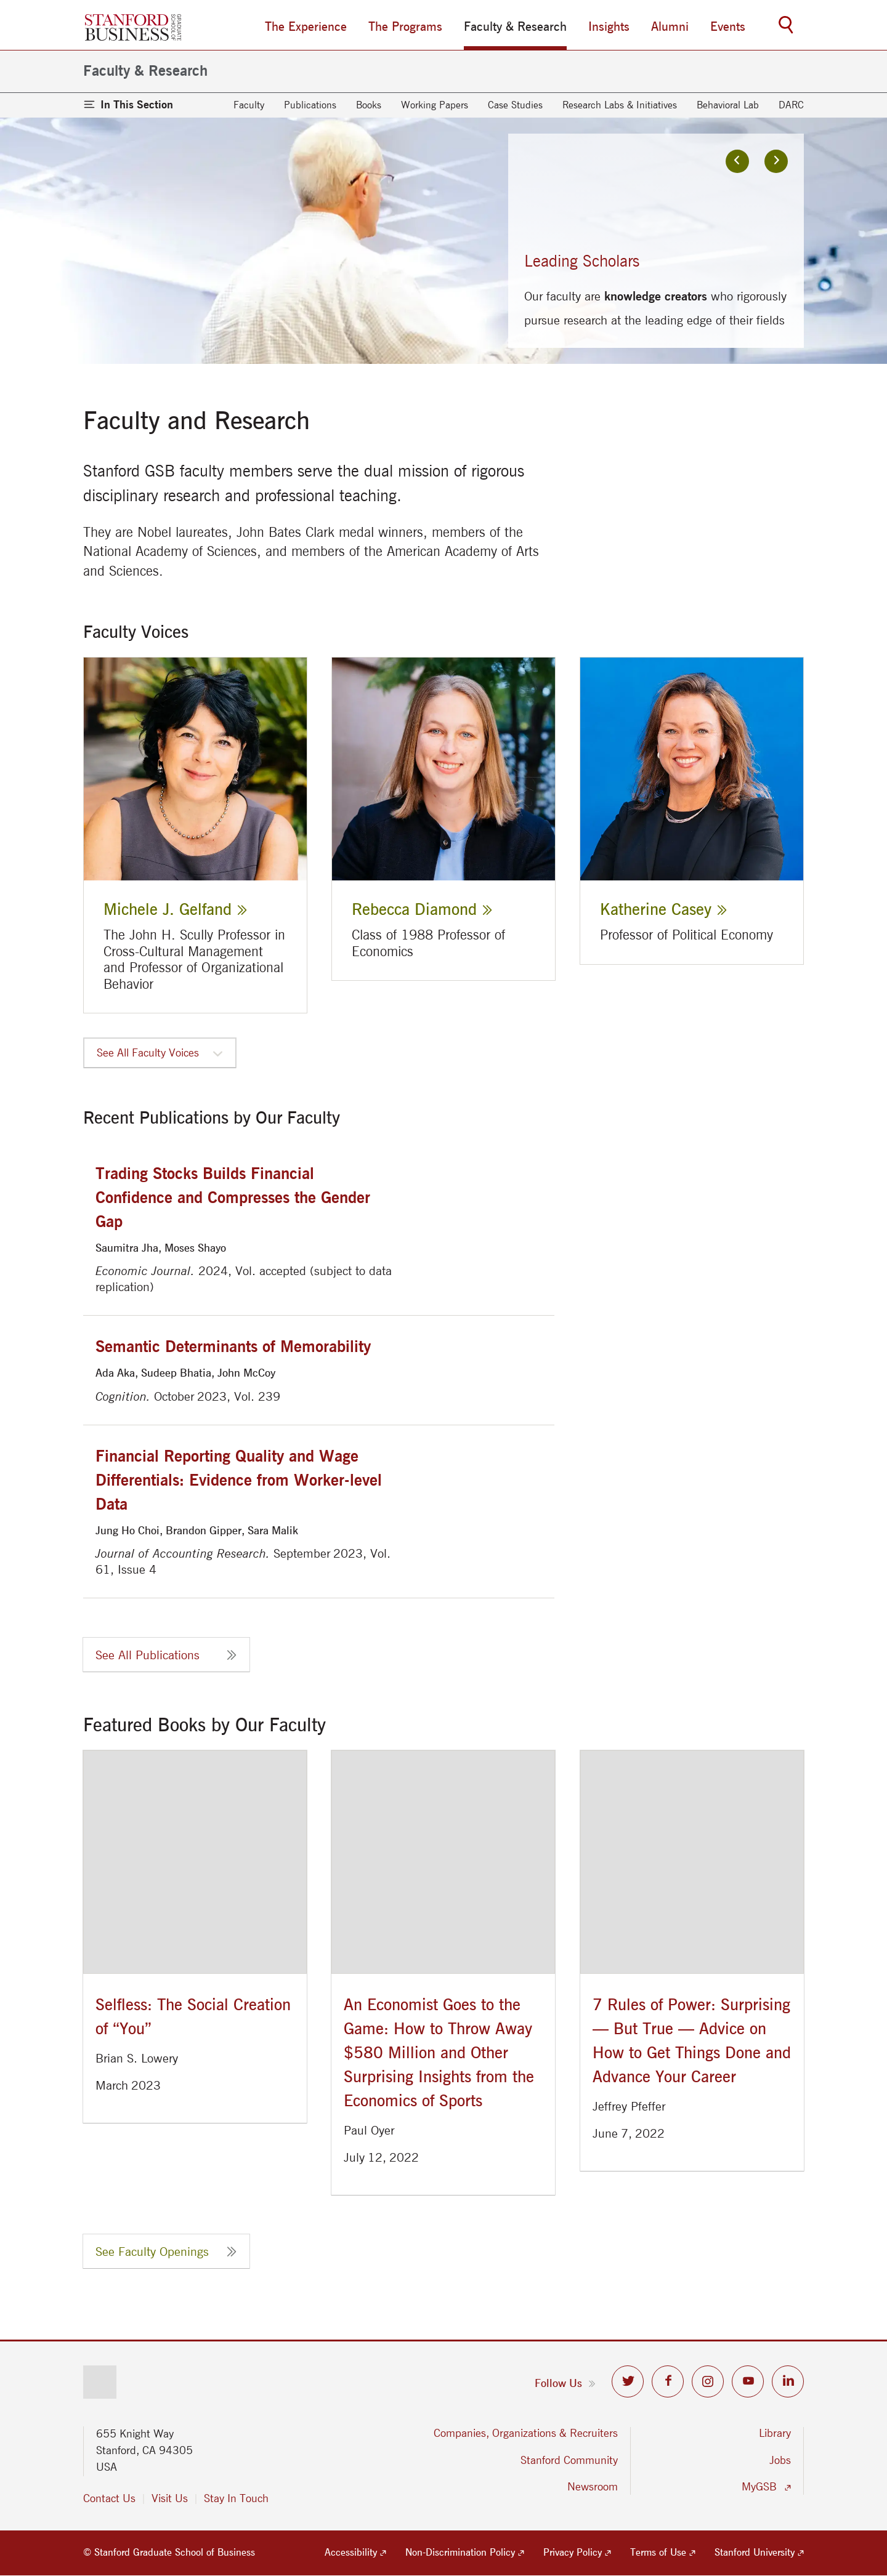 STANFORD
BUSINESS
GRADUATE
SCHOOL OF
The Experience
The Programs
Faculty & Research
Insights
Alumni
Events
Faculty & Research
In This Section
Faculty
Publications
Books
Working Papers
Case Studies
Research Labs & Initiatives
Behavioral Lab
DARC
Leading Scholars
Our faculty are knowledge creators who rigorously
pursue research at the leading edge of their fields
Faculty and Research
Stanford GSB faculty members serve the dual mission of rigorous
disciplinary research and professional teaching.
They are Nobel laureates, John Bates Clark medal winners, members of the
National Academy of Sciences, and members of the American Academy of Arts
and Sciences.
Faculty Voices
Michele J. Gelfand
The John H. Scully Professor in
Cross-Cultural Management
and Professor of Organizational
Behavior
Rebecca Diamond
Class of 1988 Professor of
Economics
Katherine Casey
Professor of Political Economy
See All Faculty Voices
Recent Publications by Our Faculty
Trading Stocks Builds Financial
Confidence and Compresses the Gender
Gap
Saumitra Jha, Moses Shayo
Economic Journal. 2024, Vol. accepted (subject to data
replication)
Semantic Determinants of Memorability
Ada Aka, Sudeep Bhatia, John McCoy
Cognition. October 2023, Vol. 239
Financial Reporting Quality and Wage
Differentials: Evidence from Worker-level
Data
Jung Ho Choi, Brandon Gipper, Sara Malik
Journal of Accounting Research. September 2023, Vol.
61, Issue 4
See All Publications
Featured Books by Our Faculty
Selfless: The Social Creation
of “You”
Brian S. Lowery
March 2023
An Economist Goes to the
Game: How to Throw Away
$580 Million and Other
Surprising Insights from the
Economics of Sports
Paul Oyer
July 12, 2022
7 Rules of Power: Surprising
— But True — Advice on
How to Get Things Done and
Advance Your Career
Jeffrey Pfeffer
June 7, 2022
See Faculty Openings
Follow Us
655 Knight Way
Stanford, CA 94305
USA
Contact Us
Visit Us
Stay In Touch
Companies, Organizations & Recruiters
Stanford Community
Newsroom
Library
Jobs
MyGSB
© Stanford Graduate School of Business
Accessibility
Non-Discrimination Policy
Privacy Policy
Terms of Use
Stanford University